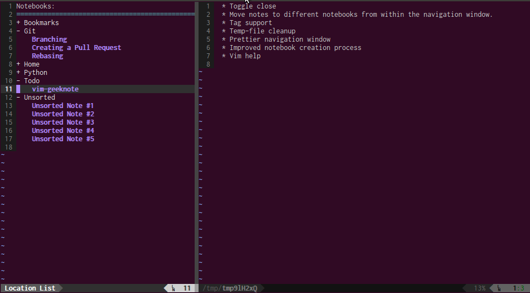 1 Notebooks:
2 ================================================
3 + Bookmarks
4 - Git
5 Branching
6 Creating a Pull Request
7 Rebasing
8 + Home
9 + Python
10 - Todo
11 vim-geeknote
12 - Unsorted
13 Unsorted Note #1
14 Unsorted Note #2
15 Unsorted Note #3
16 Unsorted Note #4
17 Unsorted Note #5
18
Location List 11
1 * Toggle close
2 * Move notes to different notebooks from within the navigation window.
3 * Tag support
4 * Temp-file cleanup
5 * Prettier navigation window
6 * Improved notebook creation process
7 * Vim help
8
/tmp/tmp9lH2xQ 13% 1: